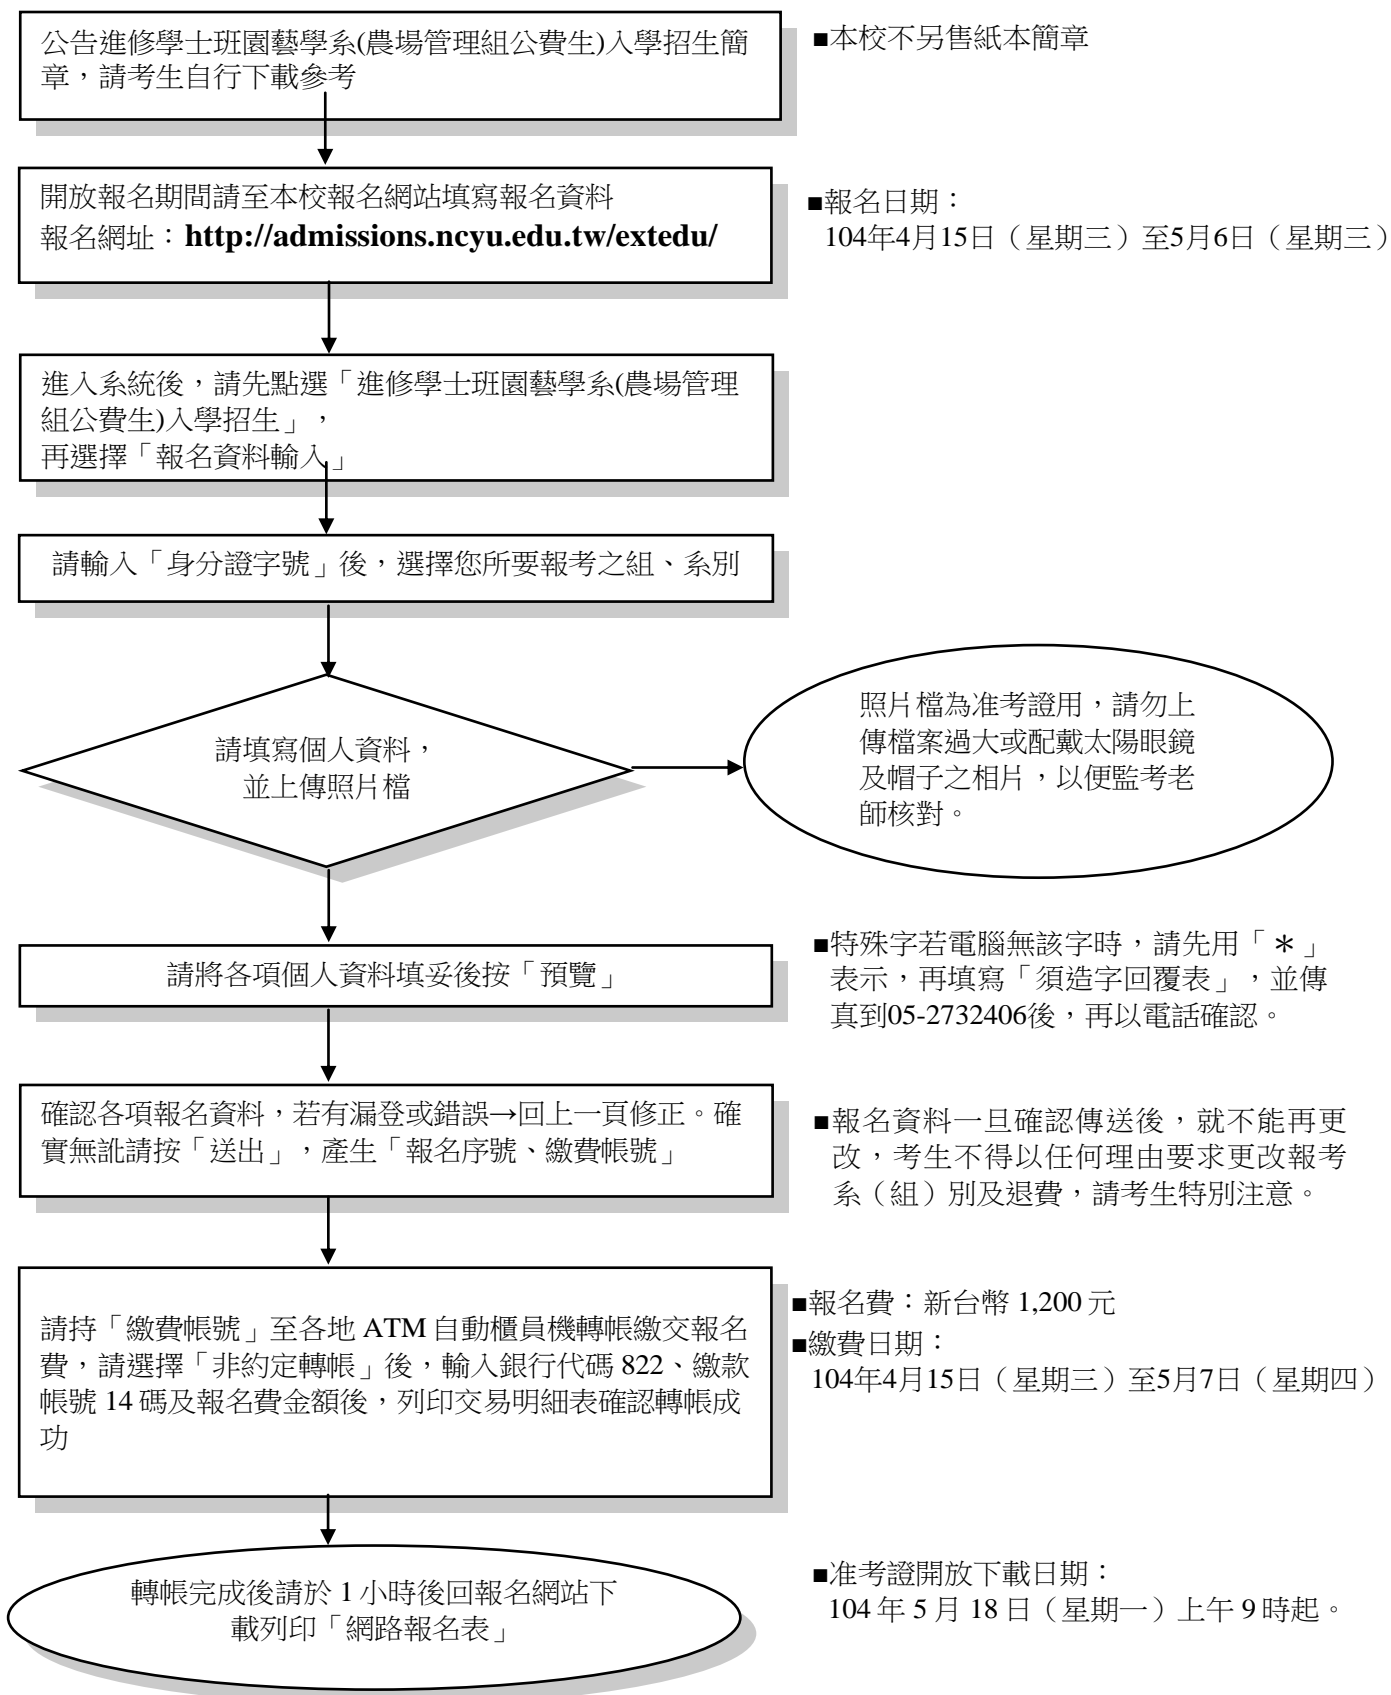 公告進修學士班園藝學系(農場管理組公費生)入學招生簡
章，請考生自行下載參考
■本校不另售紙本簡章
開放報名期間請至本校報名網站填寫報名資料
報名網址：http://admissions.ncyu.edu.tw/extedu/
■報名日期：
104年4月15日（星期三）至5月6日（星期三）
進入系統後，請先點選「進修學士班園藝學系(農場管理
組公費生)入學招生」，
再選擇「報名資料輸入」
請輸入「身分證字號」後，選擇您所要報考之組、系別
請填寫個人資料，
並上傳照片檔
照片檔為准考證用，請勿上
傳檔案過大或配戴太陽眼鏡
及帽子之相片，以便監考老
師核對。
請將各項個人資料填妥後按「預覽」
■特殊字若電腦無該字時，請先用「＊」
表示，再填寫「須造字回覆表」，並傳
真到05-2732406後，再以電話確認。
確認各項報名資料，若有漏登或錯誤→回上一頁修正。確
實無訛請按「送出」，產生「報名序號、繳費帳號」
■報名資料一旦確認傳送後，就不能再更
改，考生不得以任何理由要求更改報考
系（組）別及退費，請考生特別注意。
請持「繳費帳號」至各地 ATM 自動櫃員機轉帳繳交報名
費，請選擇「非約定轉帳」後，輸入銀行代碼 822、繳款
帳號 14 碼及報名費金額後，列印交易明細表確認轉帳成
功
■報名費：新台幣 1,200 元
■繳費日期：
104年4月15日（星期三）至5月7日（星期四）
轉帳完成後請於 1 小時後回報名網站下
載列印「網路報名表」
■准考證開放下載日期：
104 年 5 月 18 日（星期一）上午 9 時起。